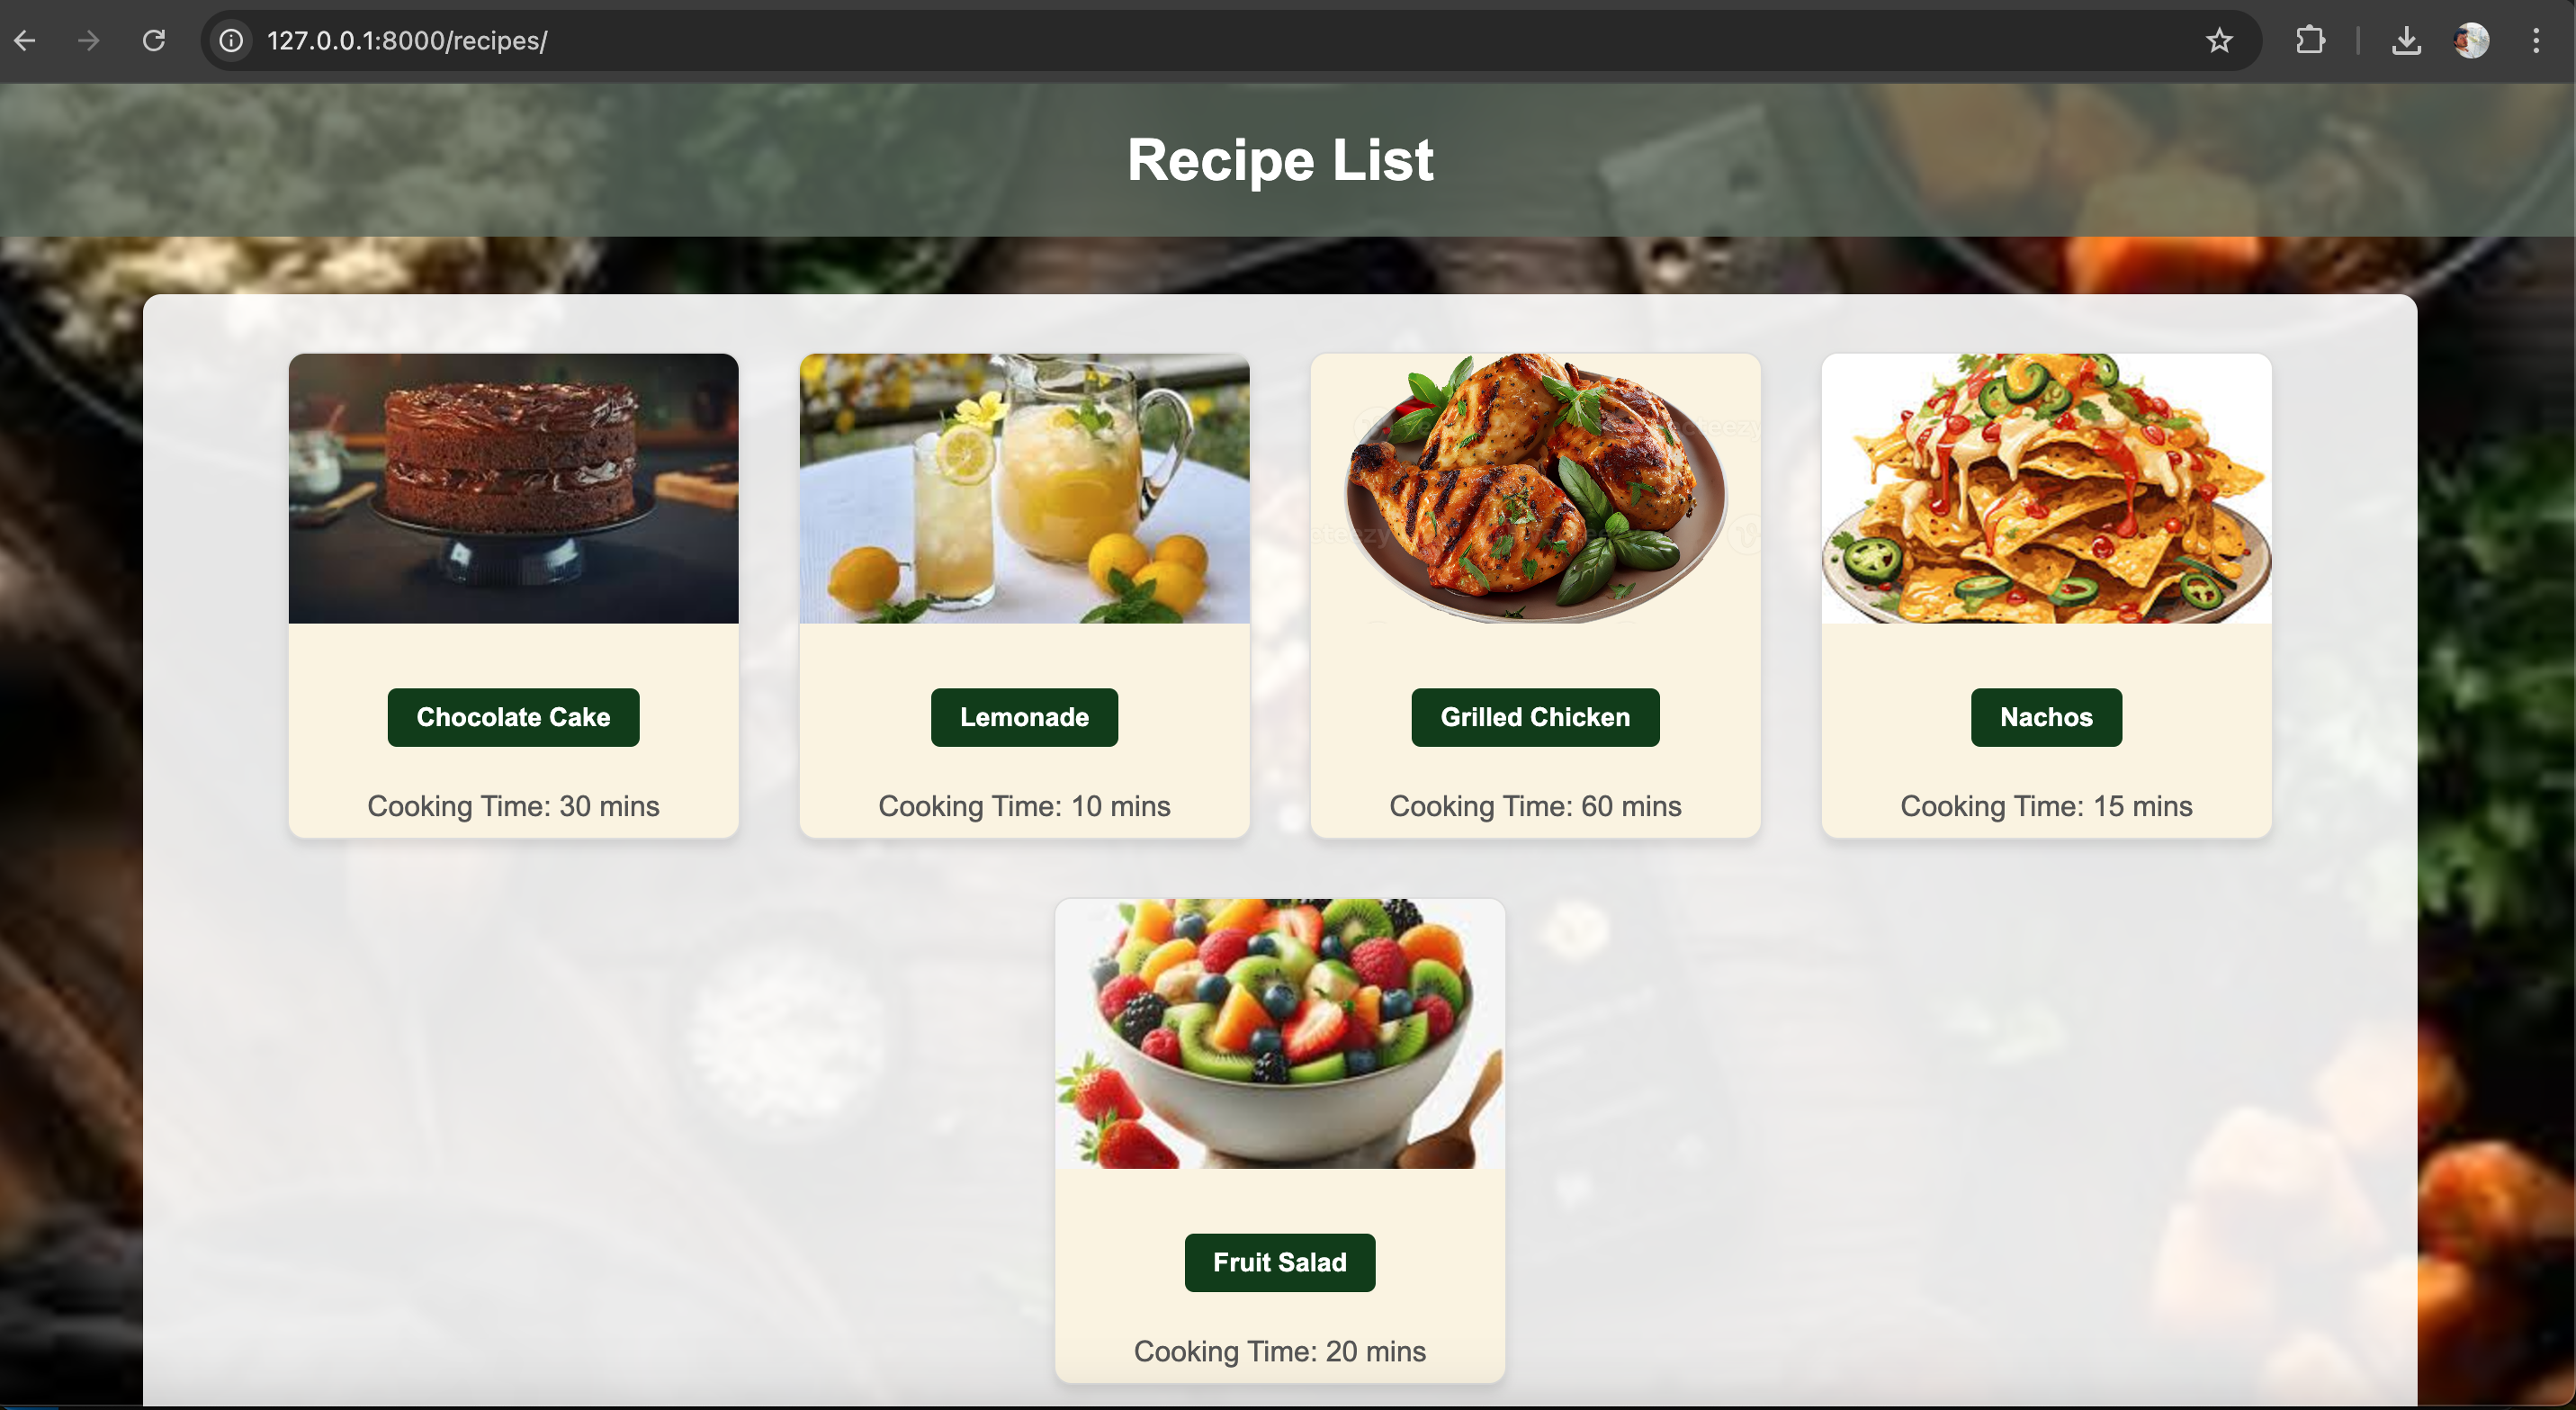 127.0.0.1:8000/recipes/
Recipe List
Chocolate Cake
Cooking Time: 30 mins
Lemonade
Cooking Time: 10 mins
Grilled Chicken
Cooking Time: 60 mins
Nachos
Cooking Time: 15 mins
Fruit Salad
Cooking Time: 20 mins